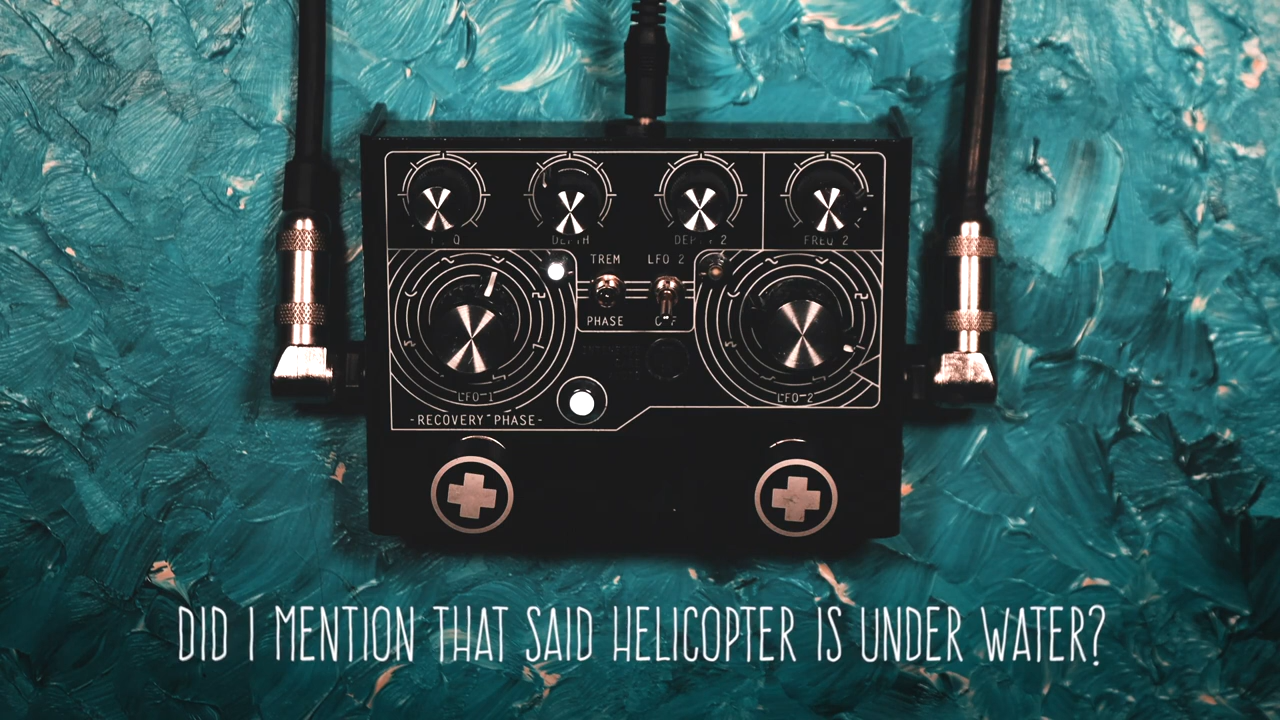 DEPTH
FREQ 2
TREM
LFO 2
PHASE
LFO-1
LFO-2
-RECOVERY PHASE-
DID I MENTION THAT SAID HELICOPTER IS UNDER WATER?